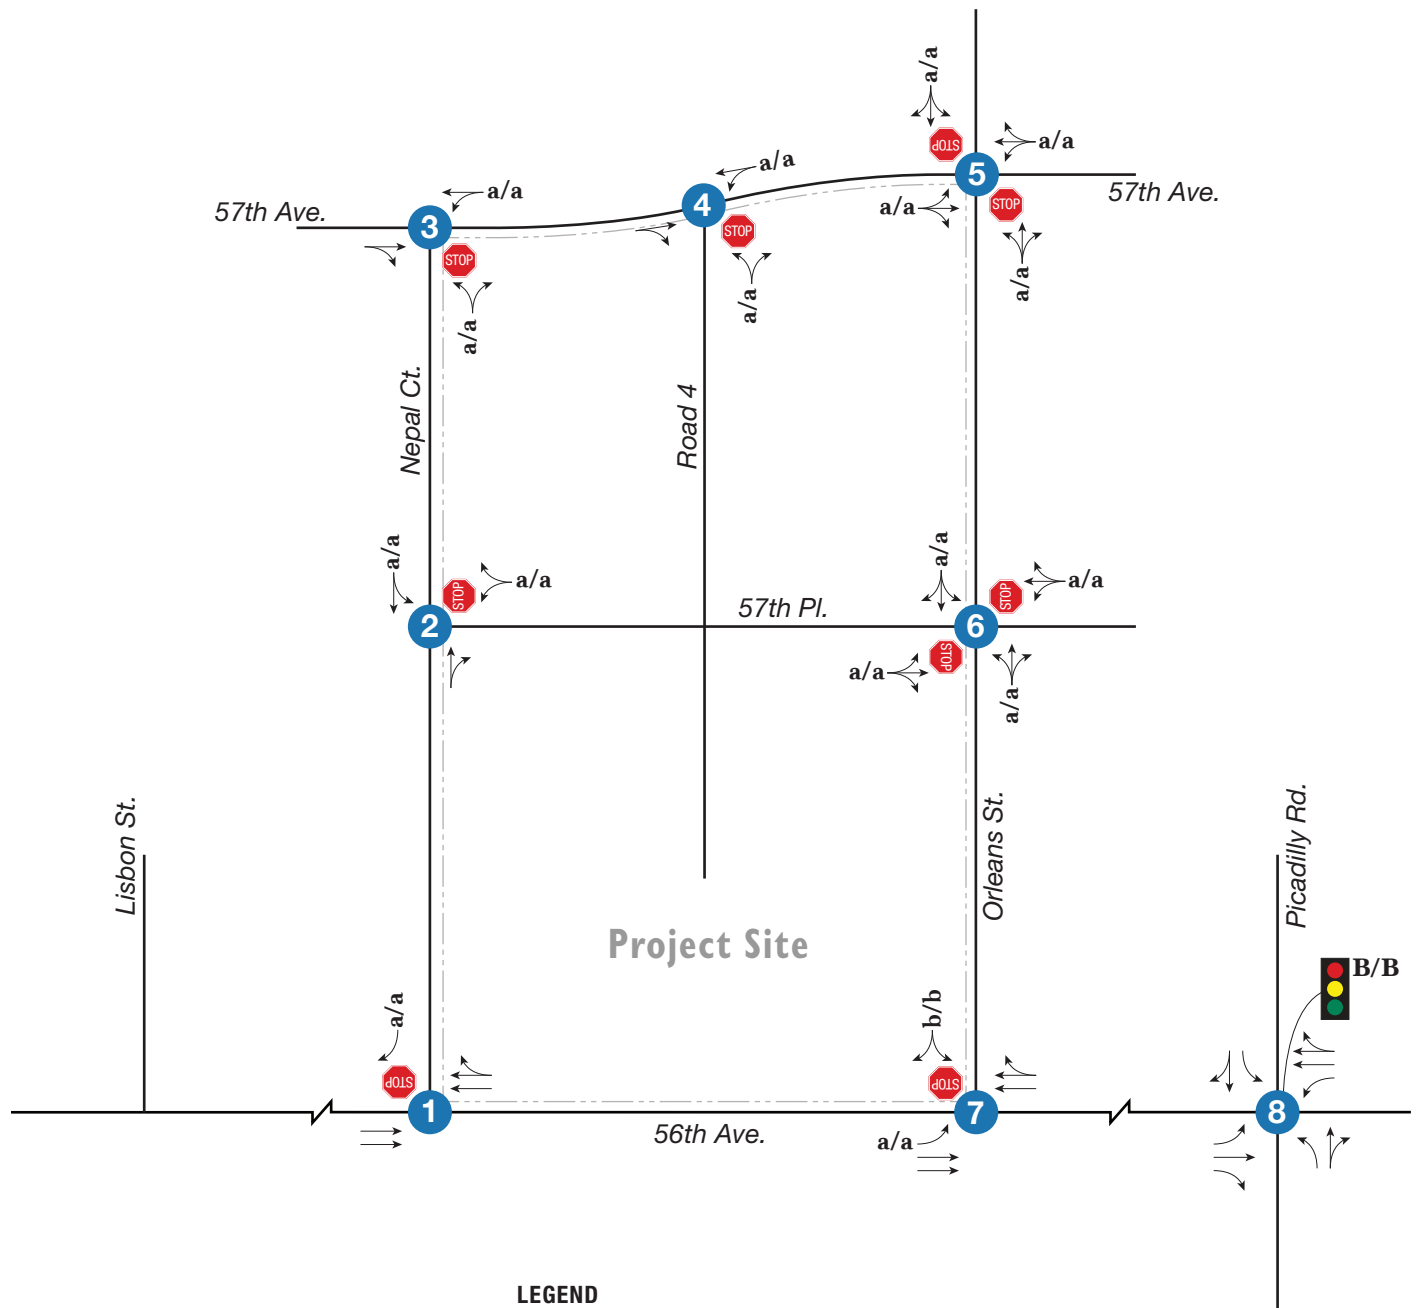 a/a
STOP
5
a/a
57th Ave.
a/a
STOP
a/a
a/a
4
STOP
a/a
a/a
57th Ave.
3
STOP
a/a
Nepal Ct.
Road 4
a/a
STOP
a/a
2
57th Pl.
a/a
STOP
a/a
6
a/a
STOP
a/a
Lisbon St.
Orleans St.
Picadilly Rd.
Project Site
B/B
a/a
STOP
1
56th Ave.
b/b
STOP
7
a/a
8
LEGEND